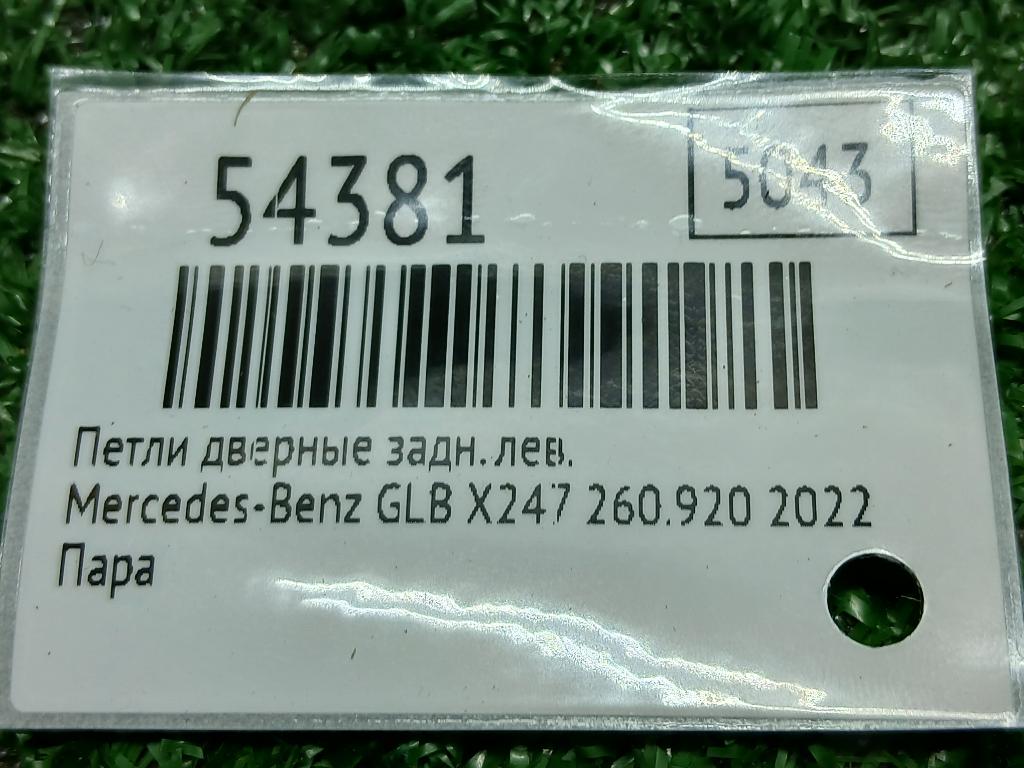 54381
5043
Петли дверные задн.лев.
Mercedes-Benz GLB X247 260.920 2022
Пара